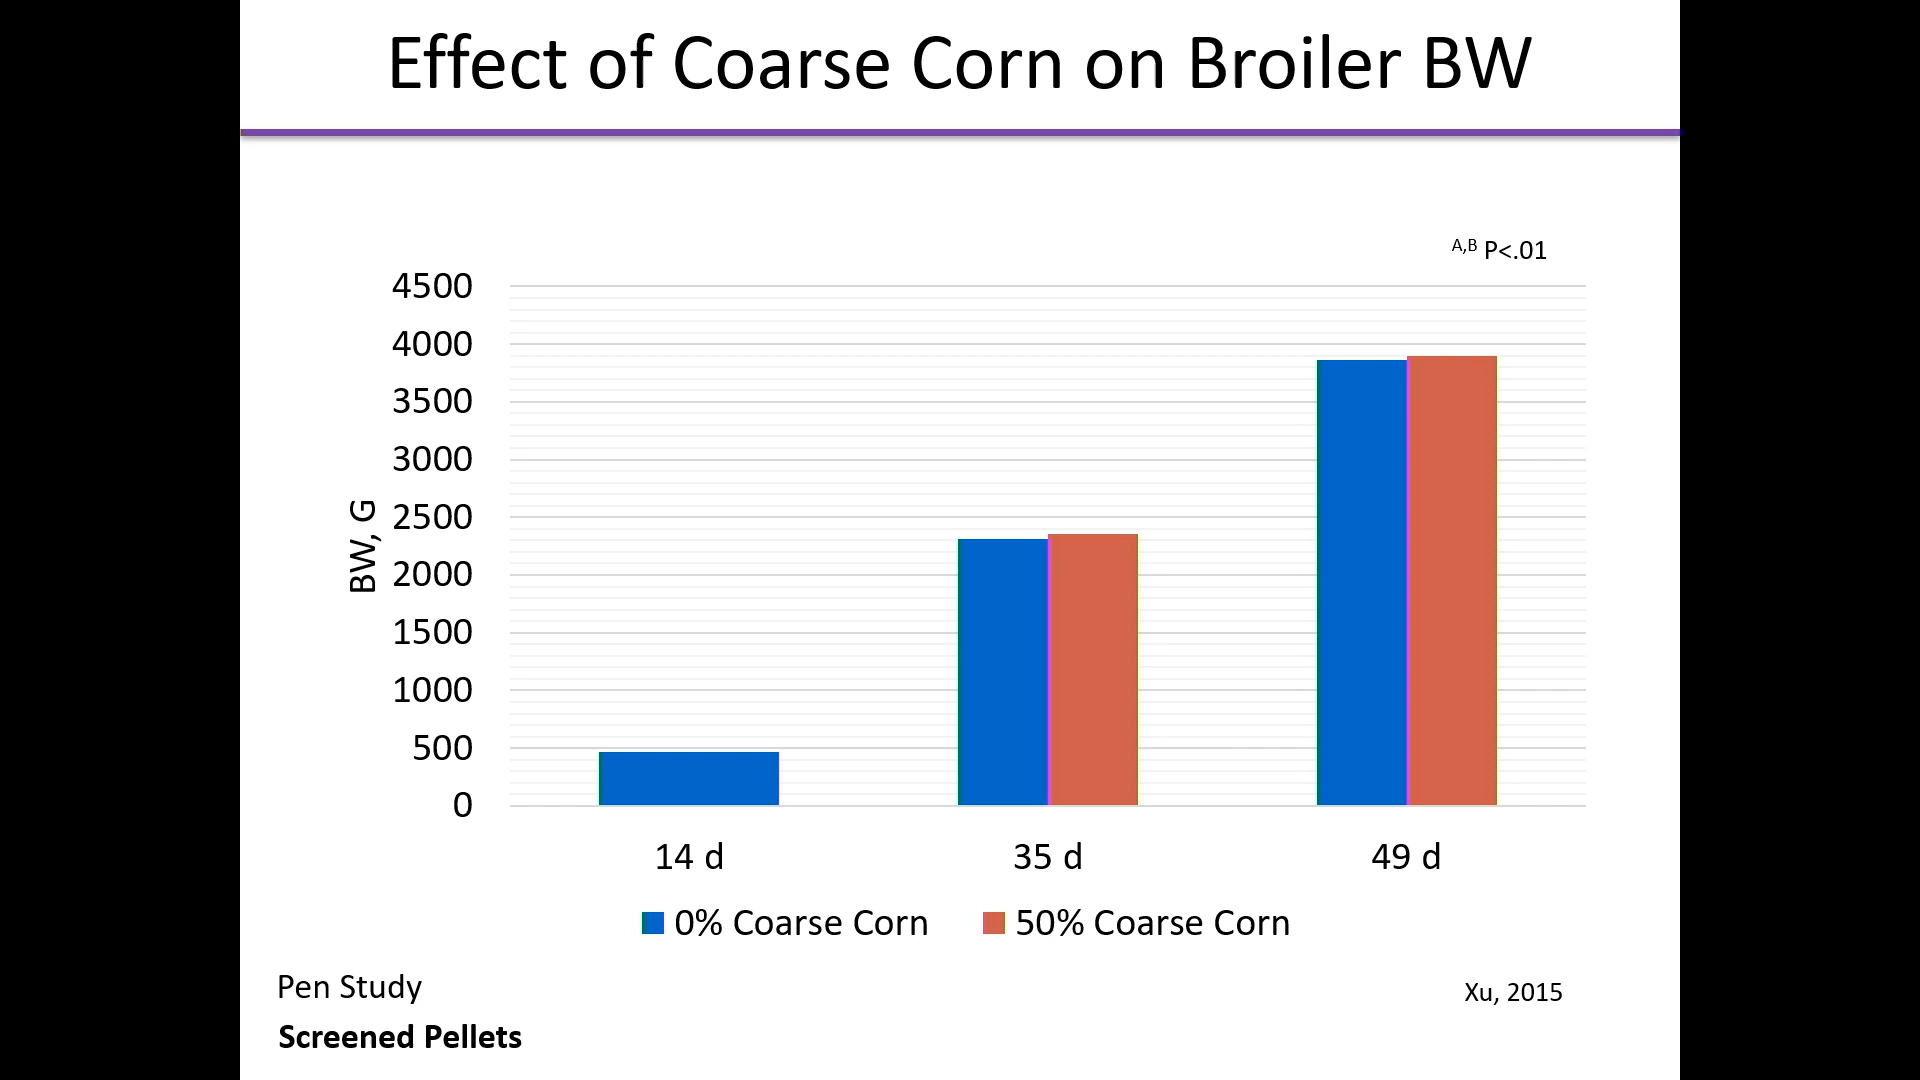 Effect of Coarse Corn on Broiler BW
A,B P<.01
4500
4000
3500
3000
2500
2000
1500
1000
500
0
BW, G
14 d
35 d
49 d
0% Coarse Corn
50% Coarse Corn
Pen Study
Xu, 2015
Screened Pellets